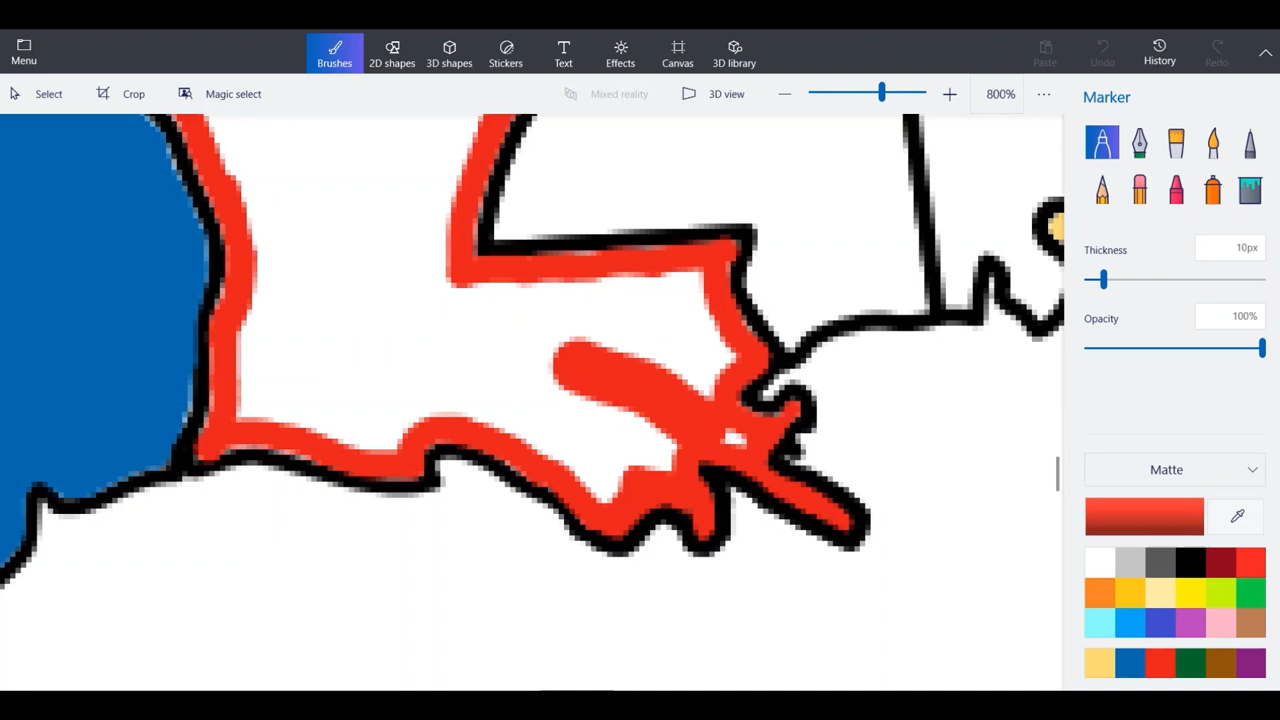 Menu
Brushes
2D shapes
3D shapes
Stickers
Text
Effects
Canvas
3D library
Paste
Undo
History
Redo
Select
Crop
Magic select
Mixed reality
3D view
800%
Marker
Thickness
10px
Opacity
100%
Matte